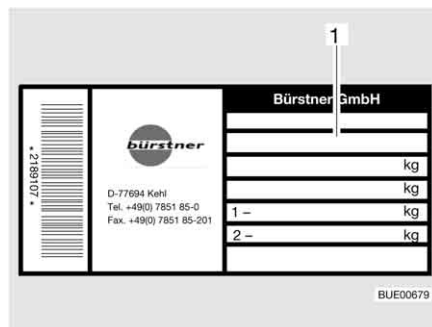 1
Bürstner GmbH
* 2189107 *
bürstner
D-77694 Kehl
Tel. +49(0) 7851 85-0
Fax. +49(0) 7851 85-201
kg
kg
1 – kg
2 – kg
BUE00679